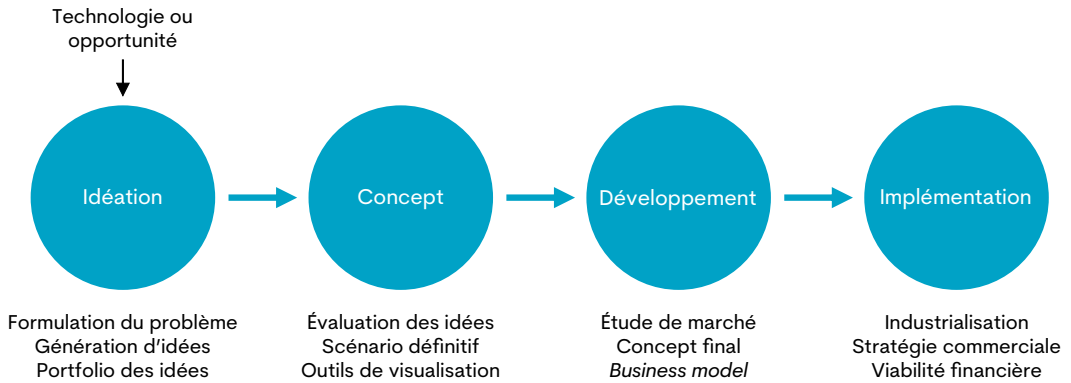 Technologie ou
opportunité
Idéation
Concept
Développement
Implémentation
Formulation du problème
Génération d’idées
Portfolio des idées
Évaluation des idées
Scénario définitif
Outils de visualisation
Étude de marché
Concept final
Business model
Industrialisation
Stratégie commerciale
Viabilité financière